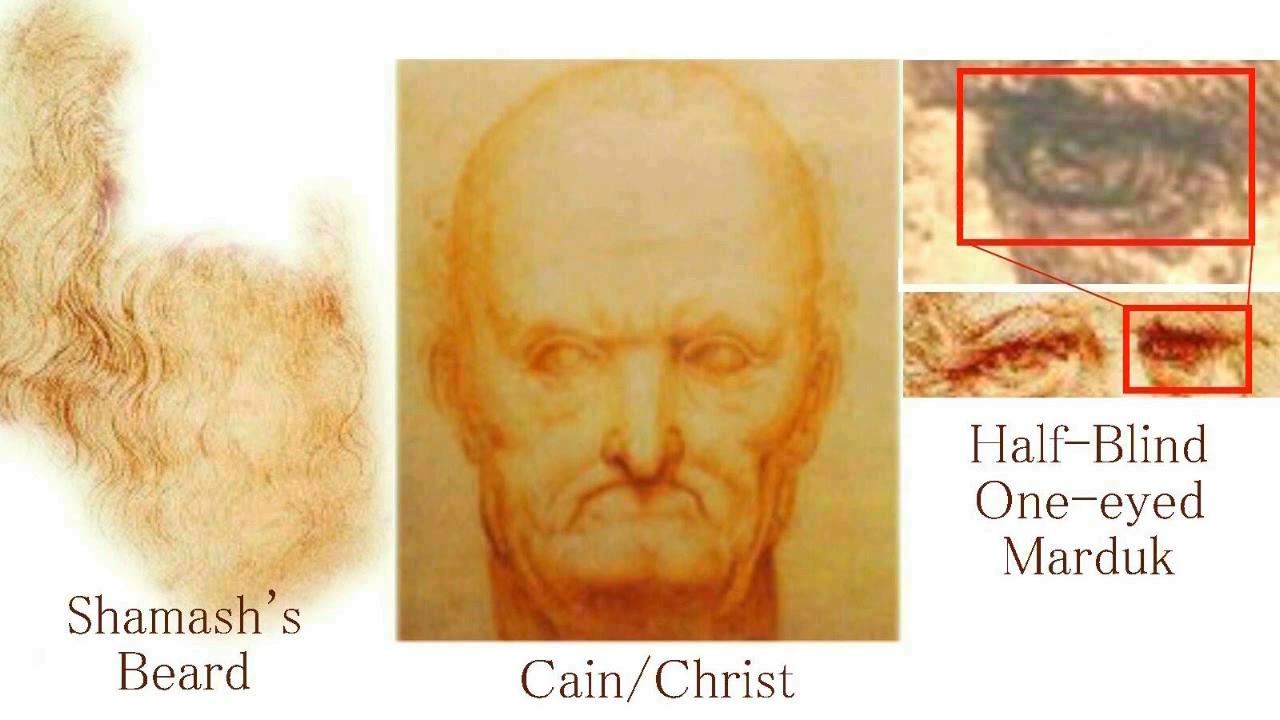 Shamash's
Beard
Cain/Christ
Half-Blind
One-eyed
Marduk